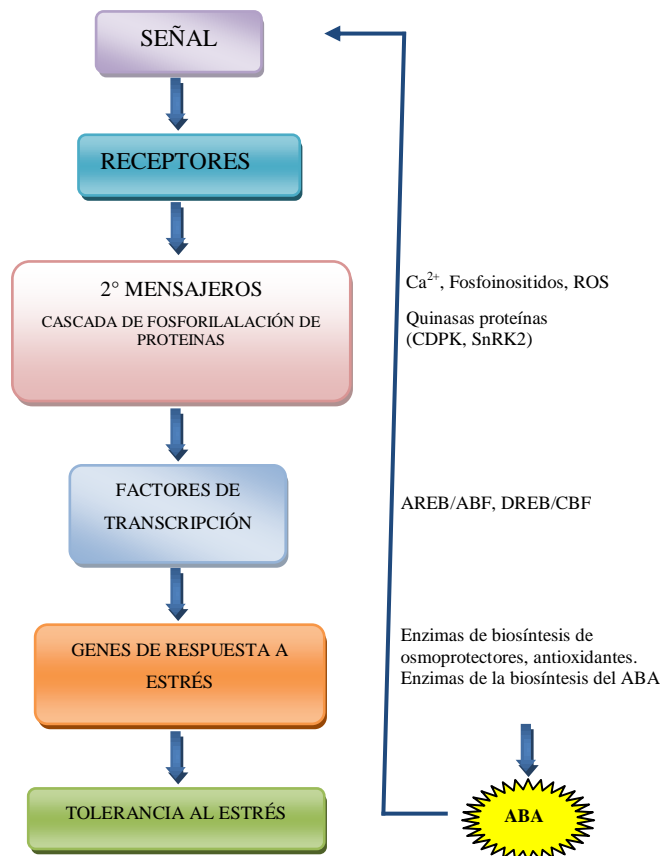 SEÑAL
RECEPTORES
2° MENSAJEROS
CASCADA DE FOSFORILALACIÓN DE
PROTEINAS
Ca²⁺, Fosfoinositidos, ROS
Quinasas proteínas
(CDPK, SnRK2)
FACTORES DE
TRANSCRIPCIÓN
AREB/ABF, DREB/CBF
GENES DE RESPUESTA A
ESTRÉS
Enzimas de biosíntesis de
osmoprotectores, antioxidantes.
Enzimas de la biosíntesis del ABA
TOLERANCIA AL ESTRÉS
ABA